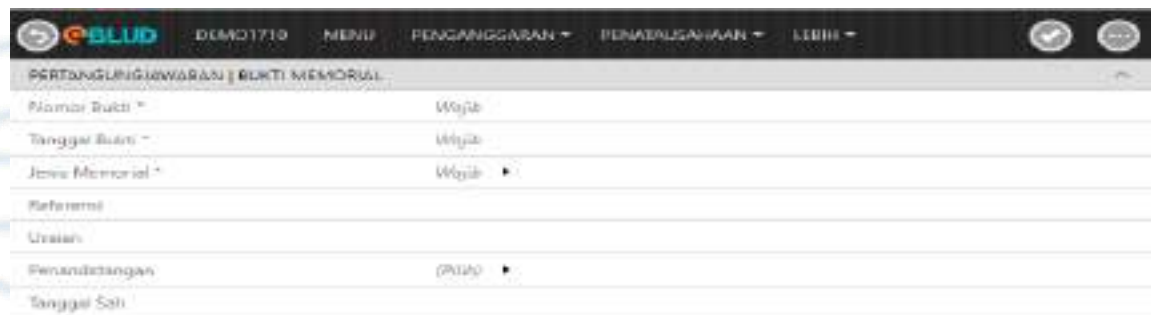 eBLUD DEMO1710 MENU PENGANGGARAN PENATAUSAHAAN LEBIH
PERTANGUNGJAWABAN | BUKTI MEMORIAL
Nomor Bukti * Wajib
Tanggal Bukti * Wajib
Jenis Memorial * Wajib
Referensi
Uraian
Penandatangan (Pilih)
Tanggal Sah